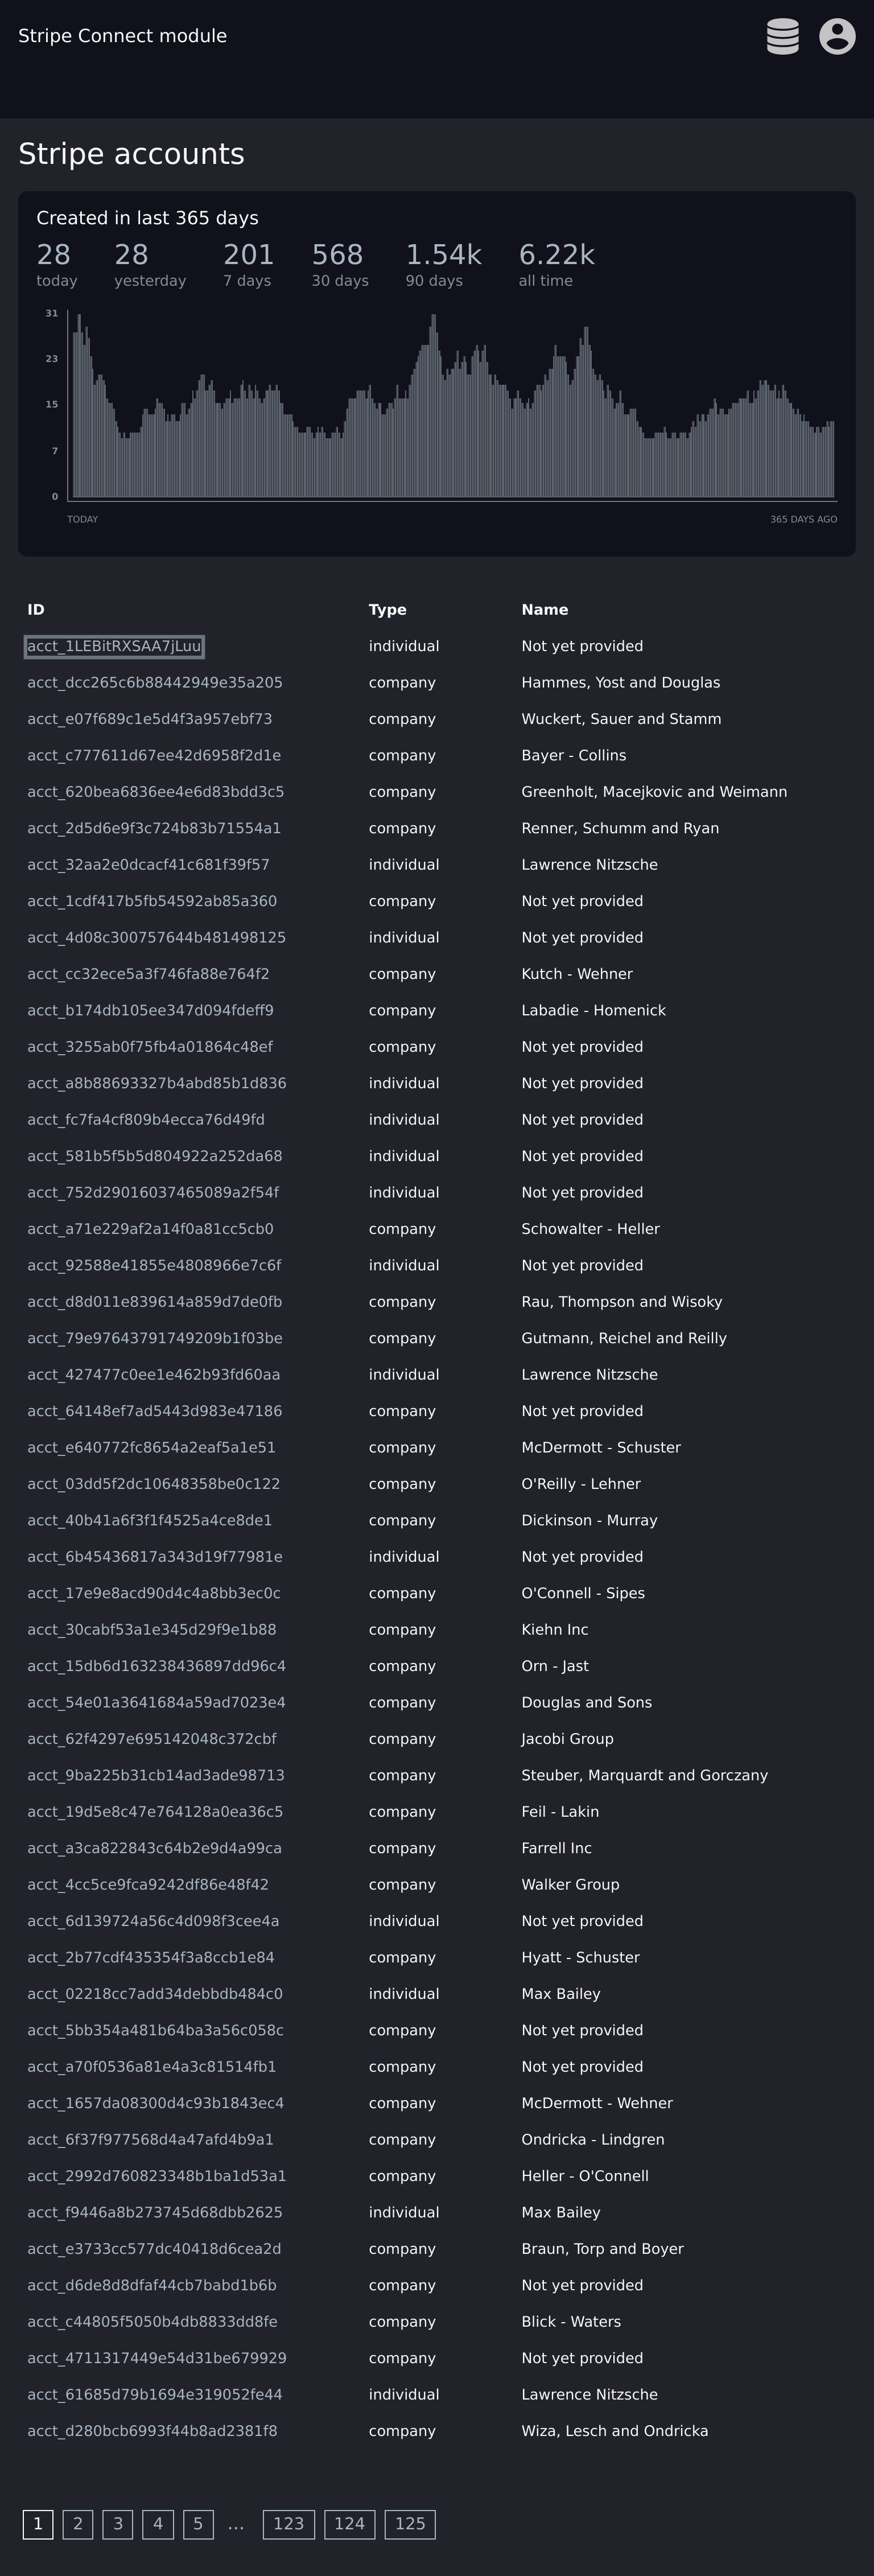 Stripe Connect module
Stripe accounts
Created in last 365 days
28 28 201 568 1.54k 6.22k
today yesterday 7 days 30 days 90 days all time
31
23
15
7
0
TODAY 365 DAYS AGO
ID Type Name
acct_1LEBitRXSAA7jLuu individual Not yet provided
acct_dcc265c6b88442949e35a205 company Hammes, Yost and Douglas
acct_e07f689c1e5d4f3a957ebf73 company Wuckert, Sauer and Stamm
acct_c777611d67ee42d6958f2d1e company Bayer - Collins
acct_620bea6836ee4e6d83bdd3c5 company Greenholt, Macejkovic and Weimann
acct_2d5d6e9f3c724b83b71554a1 company Renner, Schumm and Ryan
acct_32aa2e0dcacf41c681f39f57 individual Lawrence Nitzsche
acct_1cdf417b5fb54592ab85a360 company Not yet provided
acct_4d08c300757644b481498125 individual Not yet provided
acct_cc32ece5a3f746fa88e764f2 company Kutch - Wehner
acct_b174db105ee347d094fdeff9 company Labadie - Homenick
acct_3255ab0f75fb4a01864c48ef company Not yet provided
acct_a8b88693327b4abd85b1d836 individual Not yet provided
acct_fc7fa4cf809b4ecca76d49fd individual Not yet provided
acct_581b5f5b5d804922a252da68 individual Not yet provided
acct_752d29016037465089a2f54f individual Not yet provided
acct_a71e229af2a14f0a81cc5cb0 company Schowalter - Heller
acct_92588e41855e4808966e7c6f individual Not yet provided
acct_d8d011e839614a859d7de0fb company Rau, Thompson and Wisoky
acct_79e97643791749209b1f03be company Gutmann, Reichel and Reilly
acct_427477c0ee1e462b93fd60aa individual Lawrence Nitzsche
acct_64148ef7ad5443d983e47186 company Not yet provided
acct_e640772fc8654a2eaf5a1e51 company McDermott - Schuster
acct_03dd5f2dc10648358be0c122 company O'Reilly - Lehner
acct_40b41a6f3f1f4525a4ce8de1 company Dickinson - Murray
acct_6b45436817a343d19f77981e individual Not yet provided
acct_17e9e8acd90d4c4a8bb3ec0c company O'Connell - Sipes
acct_30cabf53a1e345d29f9e1b88 company Kiehn Inc
acct_15db6d163238436897dd96c4 company Orn - Jast
acct_54e01a3641684a59ad7023e4 company Douglas and Sons
acct_62f4297e695142048c372cbf company Jacobi Group
acct_9ba225b31cb14ad3ade98713 company Steuber, Marquardt and Gorczany
acct_19d5e8c47e764128a0ea36c5 company Feil - Lakin
acct_a3ca822843c64b2e9d4a99ca company Farrell Inc
acct_4cc5ce9fca9242df86e48f42 company Walker Group
acct_6d139724a56c4d098f3cee4a individual Not yet provided
acct_2b77cdf435354f3a8ccb1e84 company Hyatt - Schuster
acct_02218cc7add34debbdb484c0 individual Max Bailey
acct_5bb354a481b64ba3a56c058c company Not yet provided
acct_a70f0536a81e4a3c81514fb1 company Not yet provided
acct_1657da08300d4c93b1843ec4 company McDermott - Wehner
acct_6f37f977568d4a47afd4b9a1 company Ondricka - Lindgren
acct_2992d760823348b1ba1d53a1 company Heller - O'Connell
acct_f9446a8b273745d68dbb2625 individual Max Bailey
acct_e3733cc577dc40418d6cea2d company Braun, Torp and Boyer
acct_d6de8d8dfaf44cb7babd1b6b company Not yet provided
acct_c44805f5050b4db8833dd8fe company Blick - Waters
acct_4711317449e54d31be679929 company Not yet provided
acct_61685d79b1694e319052fe44 individual Lawrence Nitzsche
acct_d280bcb6993f44b8ad2381f8 company Wiza, Lesch and Ondricka
1 2 3 4 5 ... 123 124 125